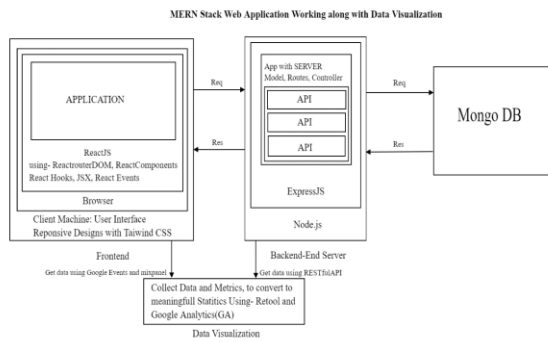 MERN Stack Web Application Working along with Data Visualization
APPLICATION
ReactJS
using- ReactrouterDOM, ReactComponents
React Hooks, JSX, React Events
Browser
Client Machine: User Interface
Reponsive Designs with Taiwind CSS
Frontend
Req
Res
App with SERVER
Model, Routes, Controller
API
API
API
ExpressJS
Node.js
Backend-End Server
Req
Res
Mongo DB
Get data using Google Events and mixpanel
Get data using RESTfulAPI
Collect Data and Metrics, to convert to
meaningfull Statitics Using- Retool and
Google Analytics(GA)
Data Visualization